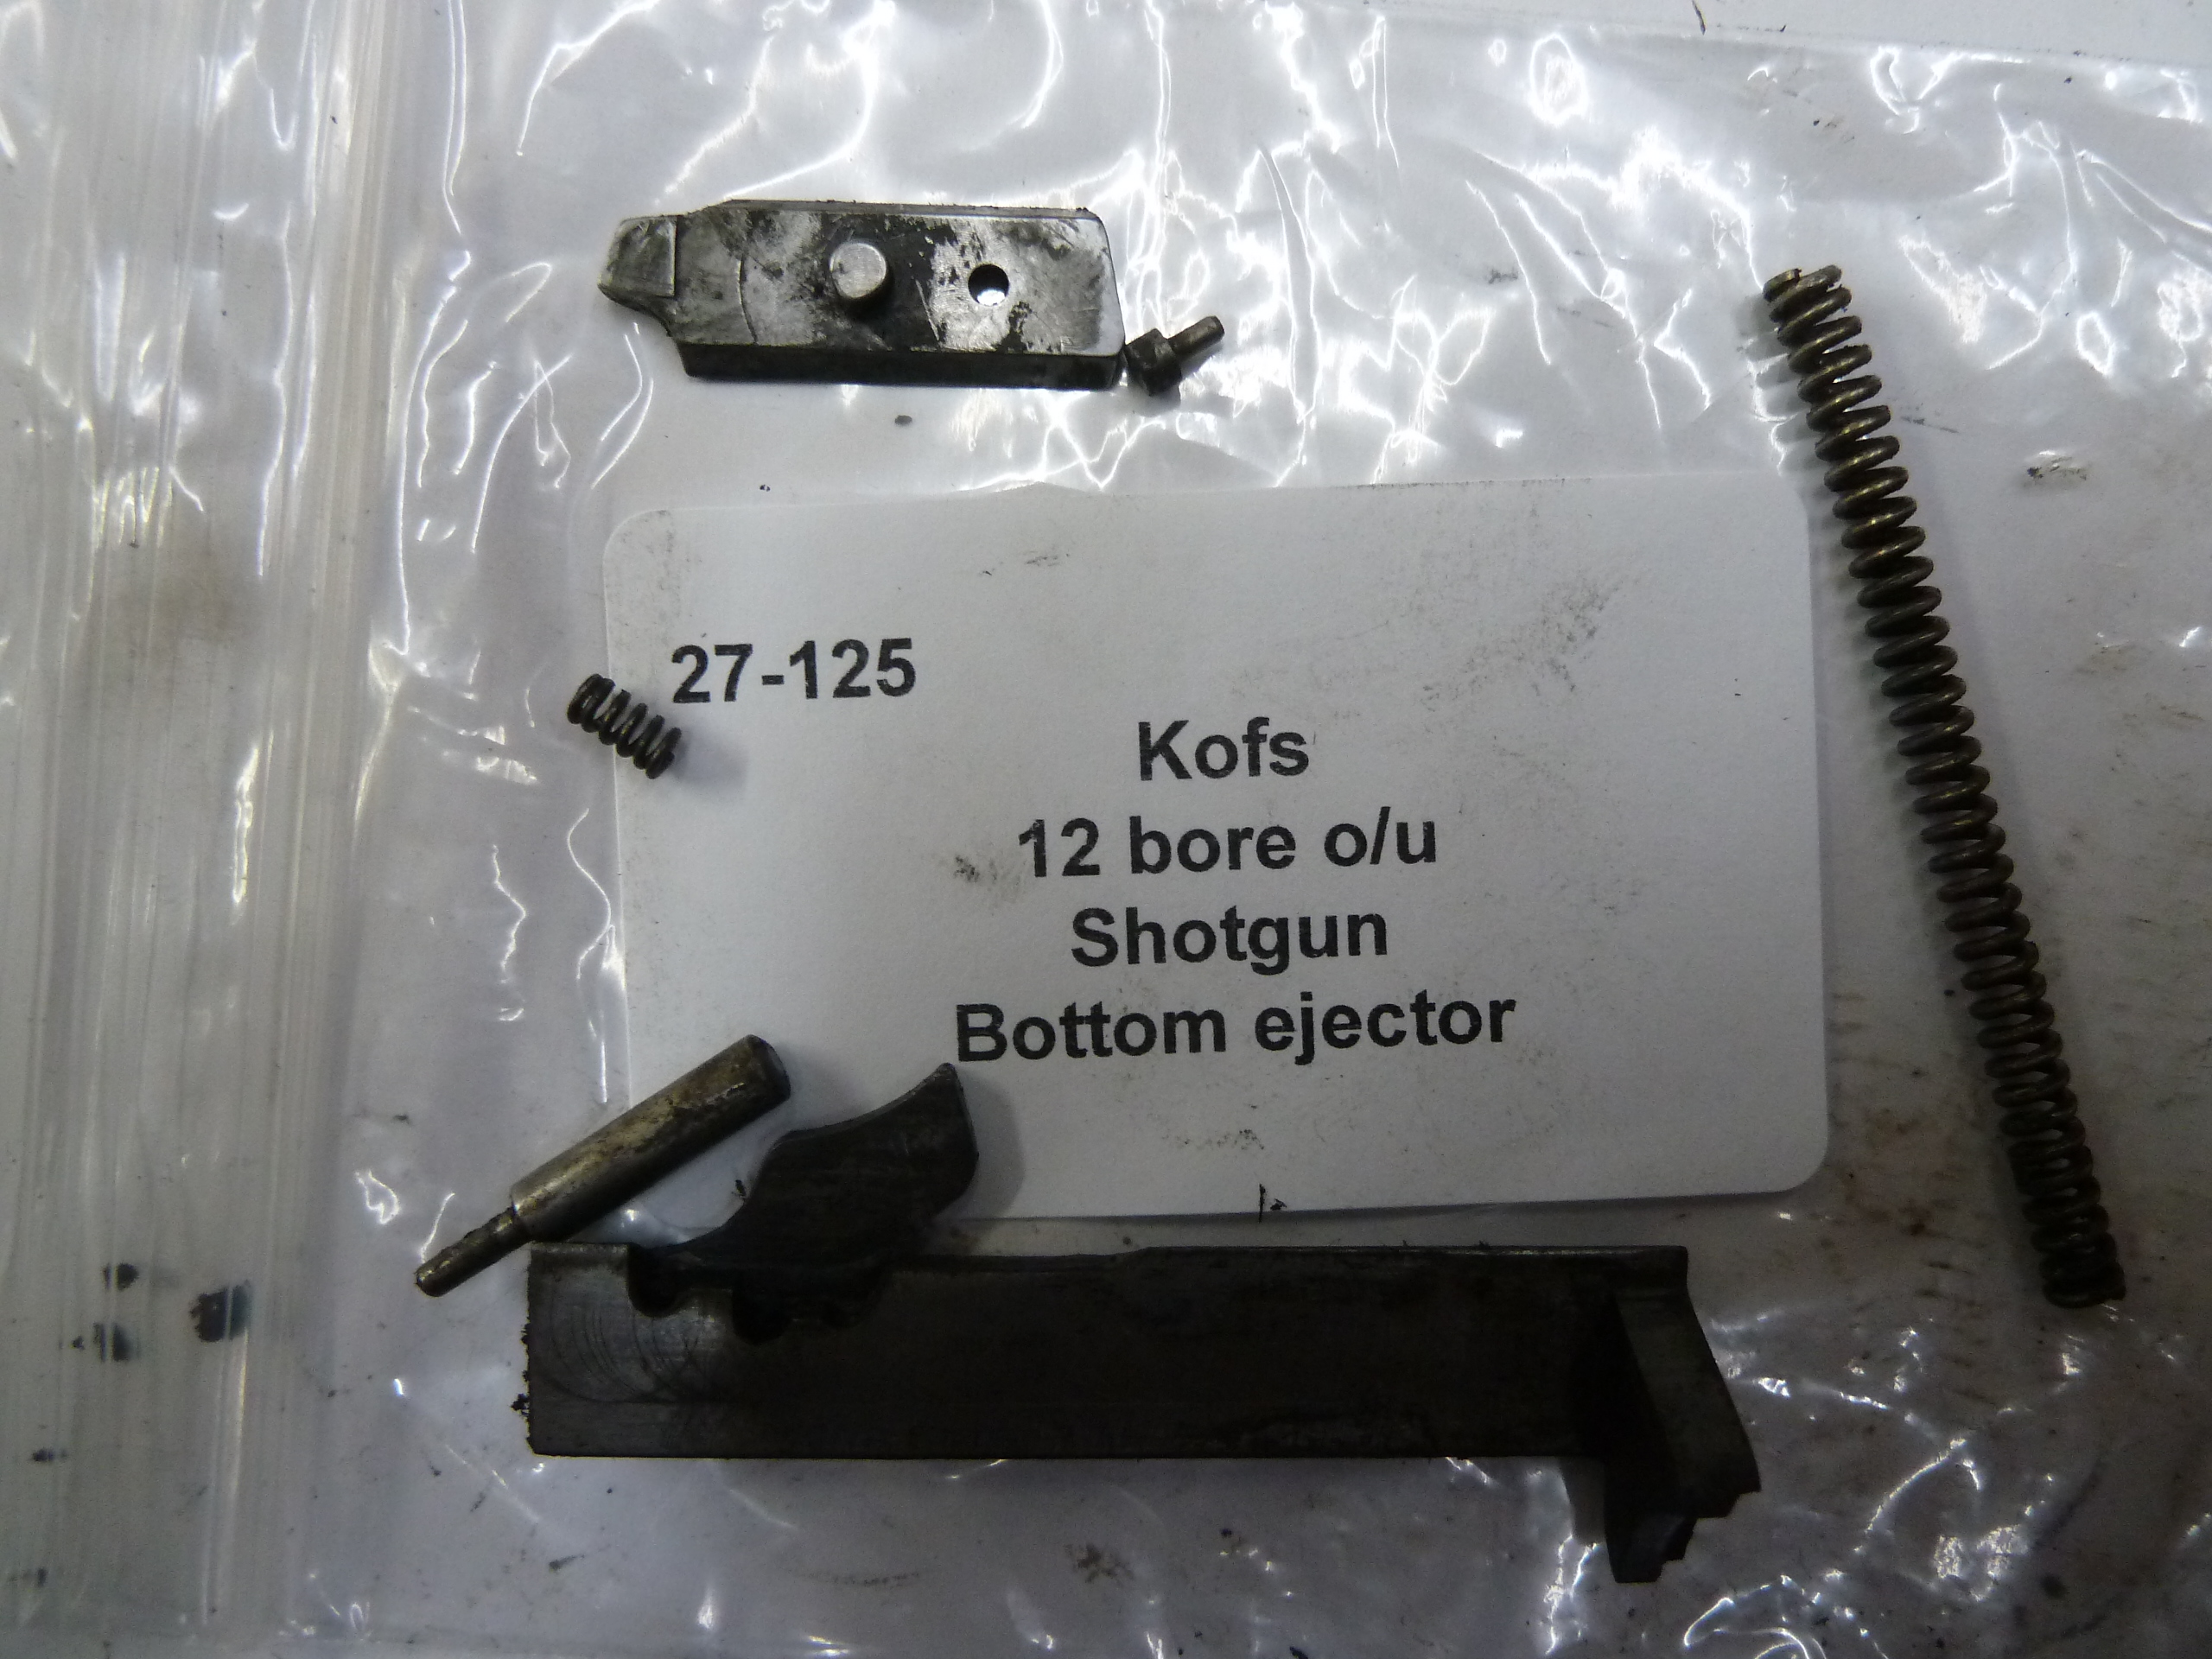 27-125
Kofs
12 bore o/u
Shotgun
Bottom ejector